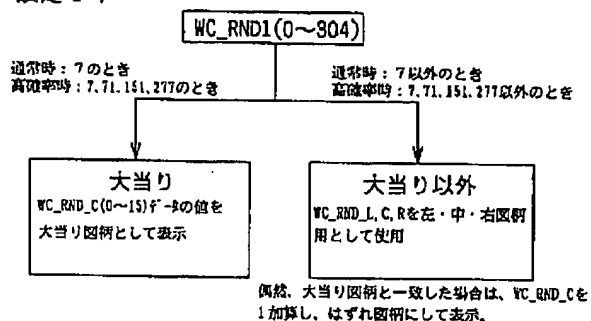 WC_RND1(0~304)
通常時：7のとき
高確率時：7,71,151,277のとき
通常時：7以外のとき
高確率時：7,71,151,277以外のとき
大当り
WC_RND_C(0~15)データの値を
大当り図柄として表示
大当り以外
WC_RND_L,C,Rを左・中・右図柄
用として使用
偶然、大当り図柄と一致した場合は、WC_RND_Cを
1加算し、はずれ図柄にして表示。